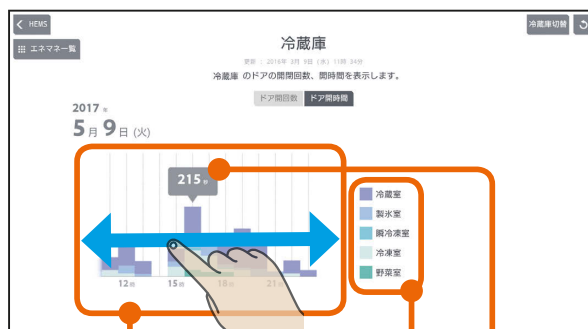 HEMS
冷蔵庫切替
エネマネ一覧
冷蔵庫
更新 : 2016年 3月 9日 (水) 11時 34分
冷蔵庫 のドアの開閉回数、開時間を表示します。
ドア開回数 ドア開時間
2017 年
5月 9日 (火)
215秒
冷蔵室
製氷室
瞬冷凍室
冷凍室
野菜室
12時 15時 18時 21時